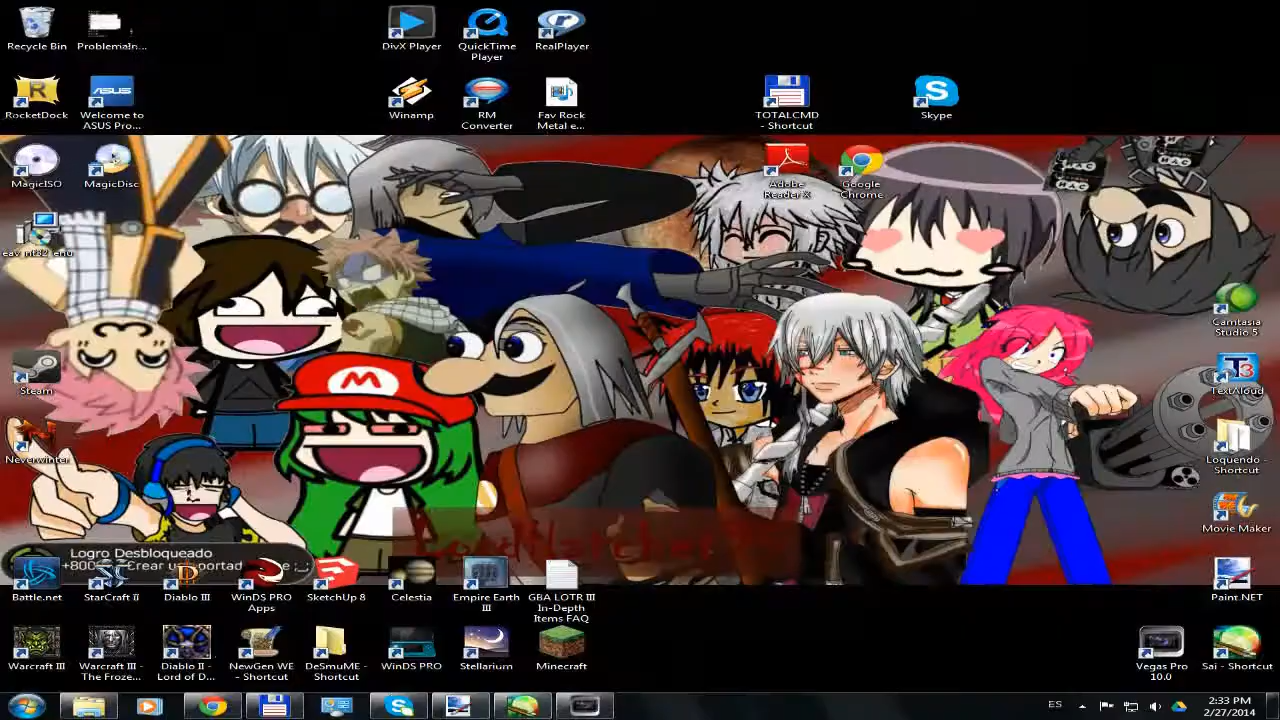 Recycle Bin
ProblemaIn...
DivX Player
QuickTime
Player
RealPlayer
RocketDock
Welcome to
ASUS Pro...
Winamp
RM
Converter
Fav Rock
Metal e...
TOTALCMD
- Shortcut
Skype
MagicISO
MagicDisc
Adobe
Reader X
Google
Chrome
eav_nt32_enu
Camtasia
Studio 5
Steam
TextAloud
Neverwinter
Loquendo -
Shortcut
Movie Maker
Logro Desbloqueado
Battle.net
StarCraft II
Diablo III
WinDS PRO
Apps
SketchUp 8
Celestia
Empire Earth
III
GBA LOTR III
In-Depth
Items FAQ
Paint.NET
Warcraft III
Warcraft III -
The Froze...
Diablo II -
Lord of D...
NewGen WE
- Shortcut
DeSmuME -
Shortcut
WinDS PRO
Stellarium
Minecraft
Vegas Pro
10.0
Sai - Shortcut
ES
2:33 PM
2/27/2014